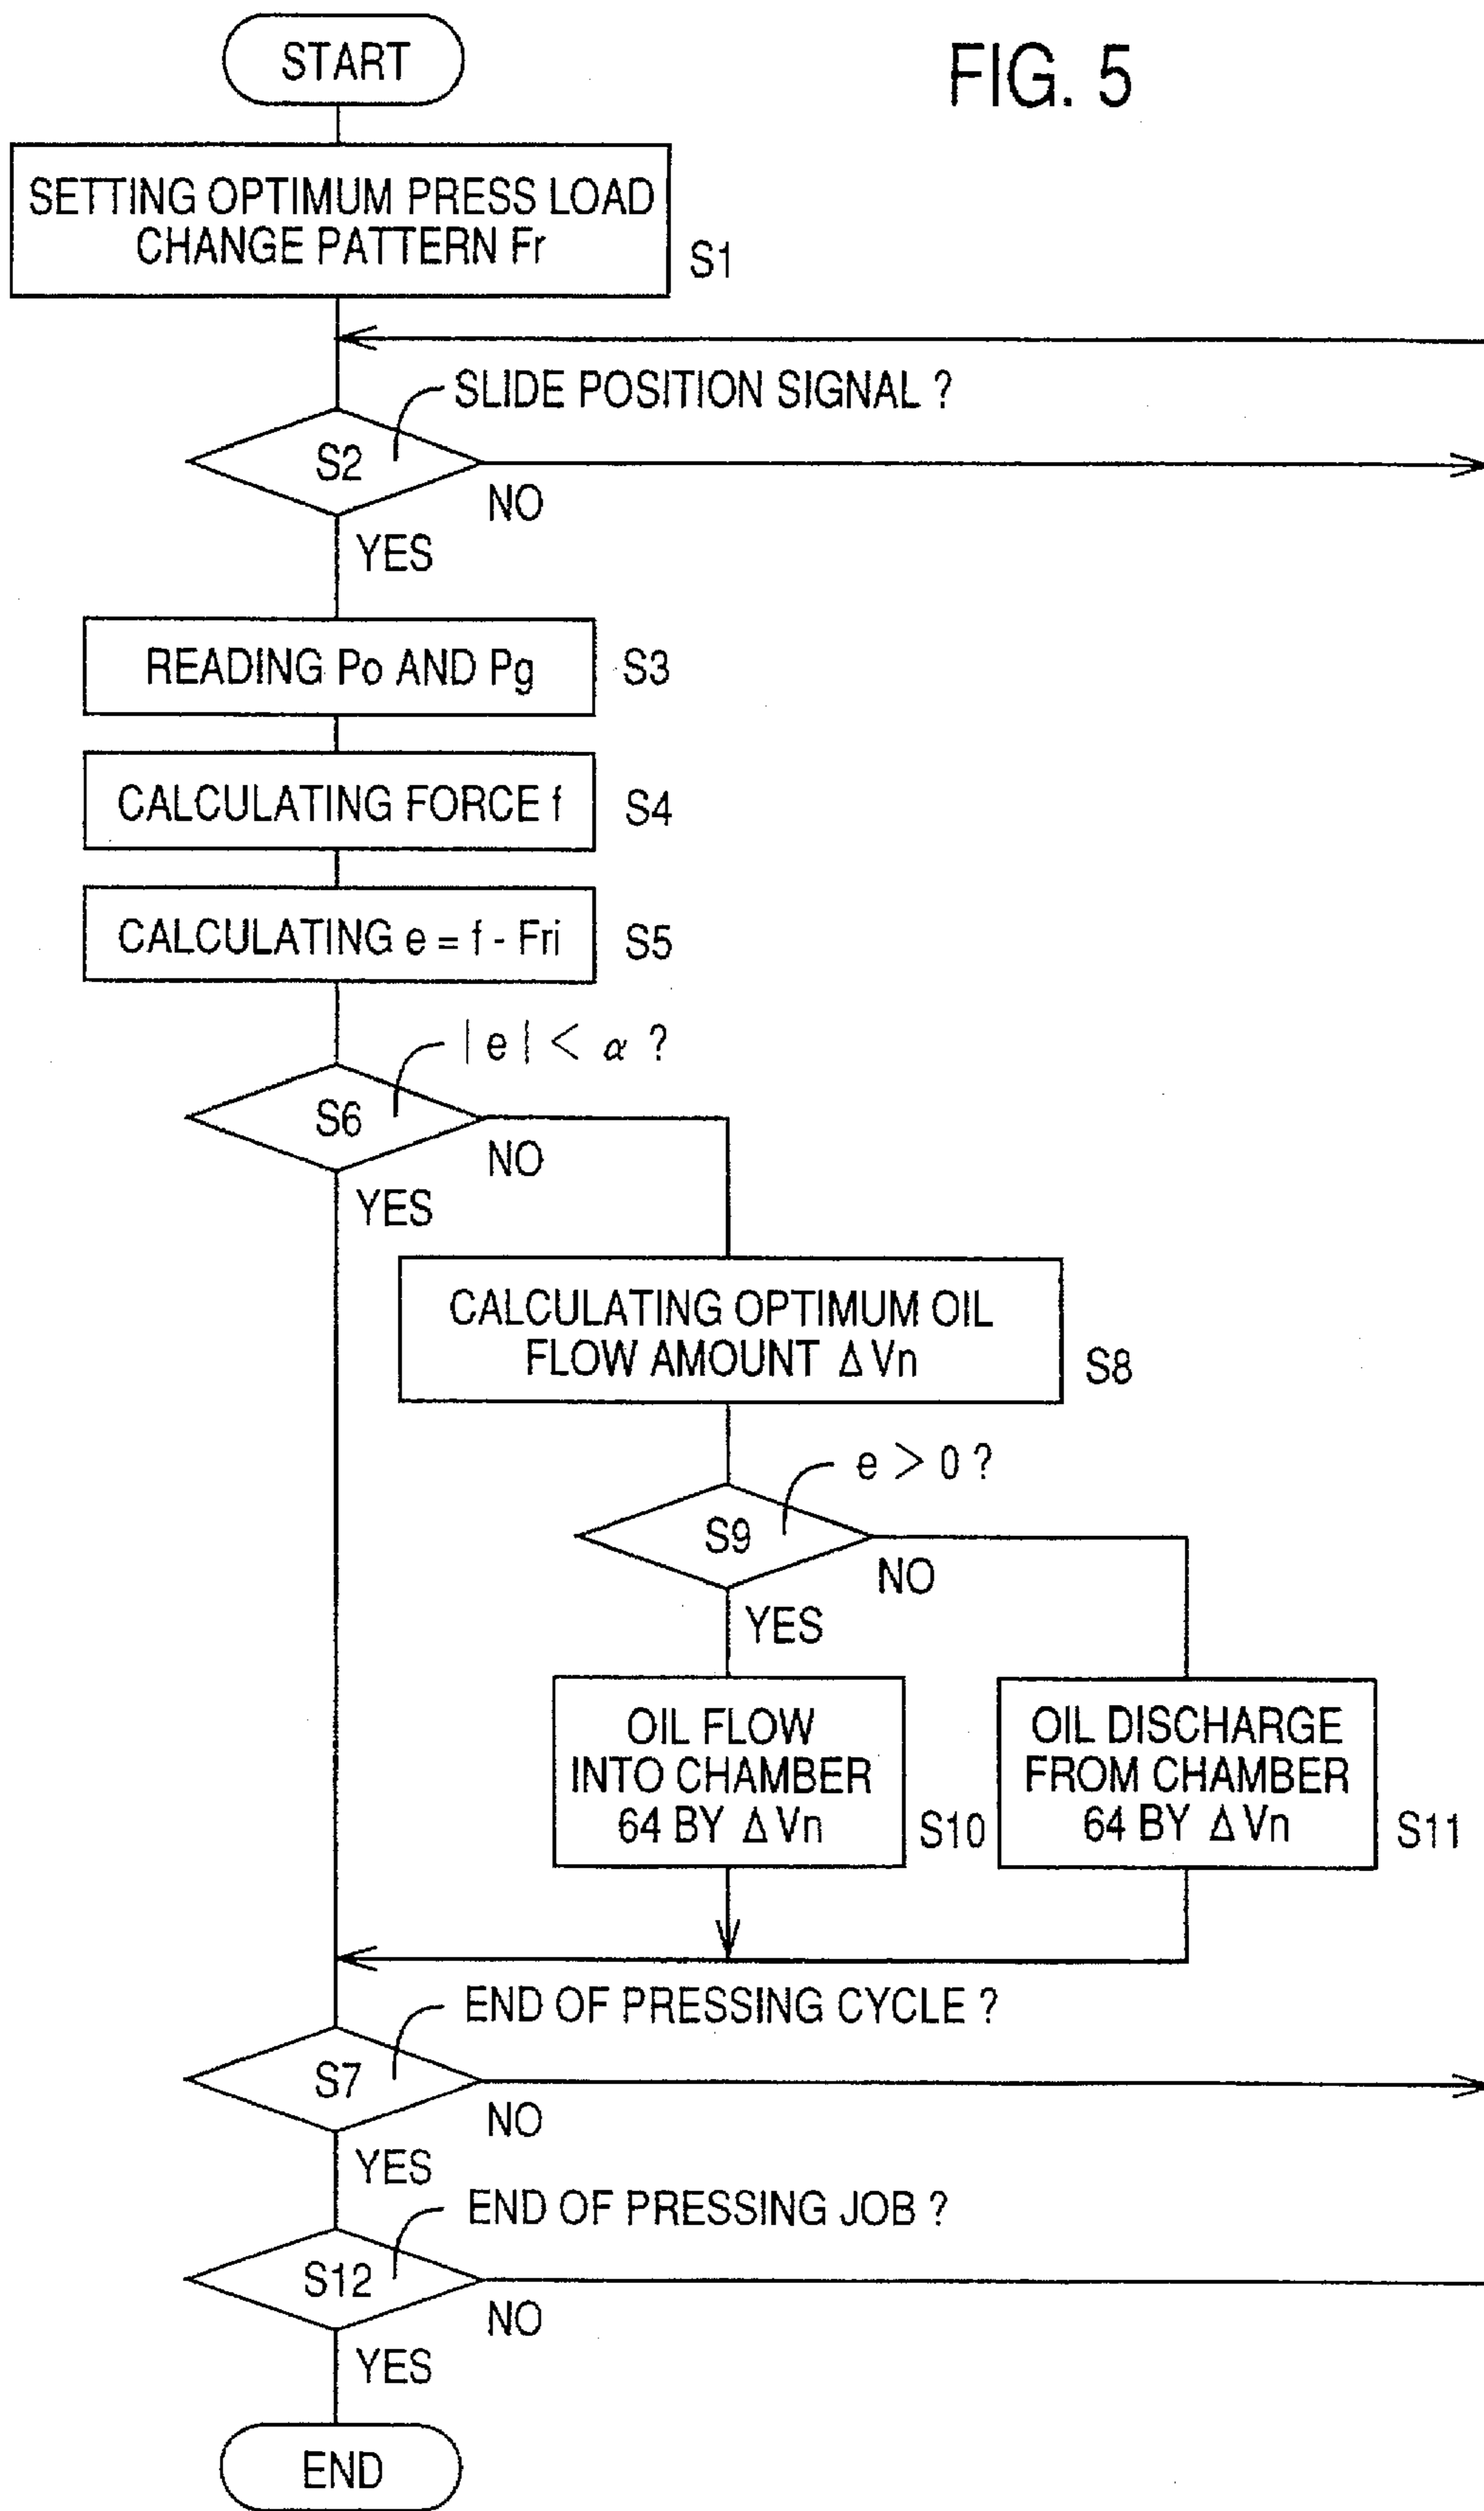 START
FIG. 5
SETTING OPTIMUM PRESS LOAD
CHANGE PATTERN Fr
S1
SLIDE POSITION SIGNAL ?
S2
NO
YES
READING Po AND Pg
S3
CALCULATING FORCE f
S4
CALCULATING e = f - Fri
S5
| e | < α ?
S6
NO
YES
CALCULATING OPTIMUM OIL
FLOW AMOUNT Δ Vn
S8
e > 0 ?
S9
NO
YES
OIL FLOW
INTO CHAMBER
64 BY Δ Vn
S10
OIL DISCHARGE
FROM CHAMBER
64 BY Δ Vn
S11
END OF PRESSING CYCLE ?
S7
NO
YES
END OF PRESSING JOB ?
S12
NO
YES
END